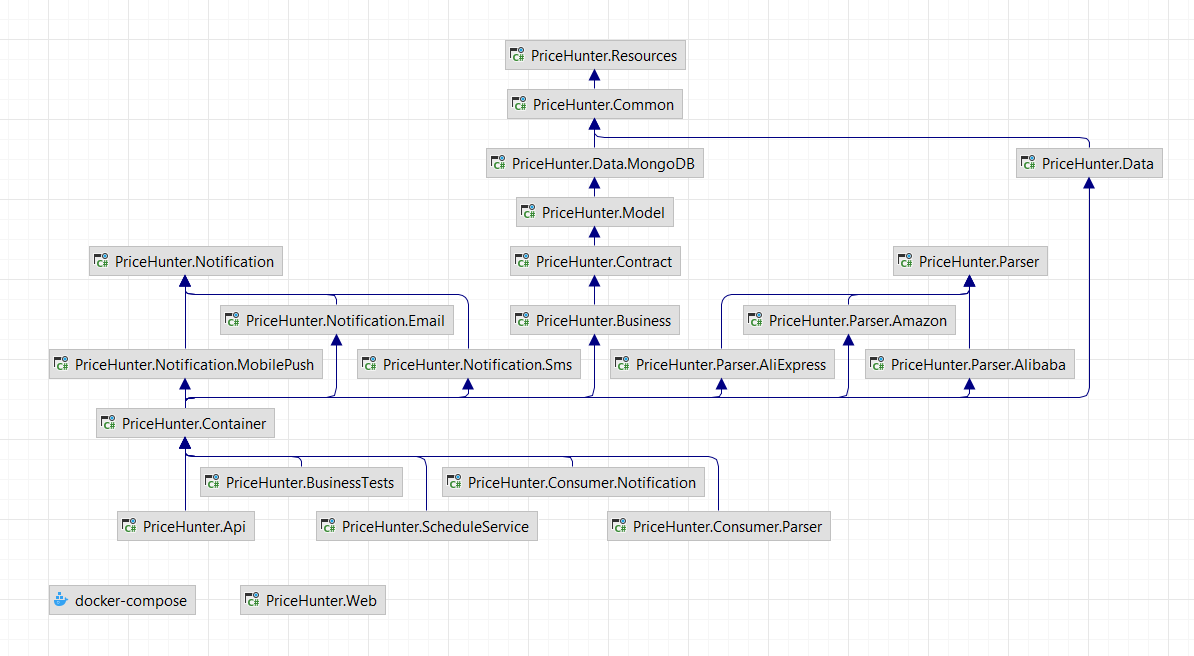 PriceHunter.Resources
PriceHunter.Common
PriceHunter.Data.MongoDB
PriceHunter.Data
PriceHunter.Model
PriceHunter.Notification
PriceHunter.Contract
PriceHunter.Parser
PriceHunter.Notification.Email
PriceHunter.Business
PriceHunter.Parser.Amazon
PriceHunter.Notification.MobilePush
PriceHunter.Notification.Sms
PriceHunter.Parser.AliExpress
PriceHunter.Parser.Alibaba
PriceHunter.Container
PriceHunter.BusinessTests
PriceHunter.Consumer.Notification
PriceHunter.Api
PriceHunter.ScheduleService
PriceHunter.Consumer.Parser
docker-compose
PriceHunter.Web